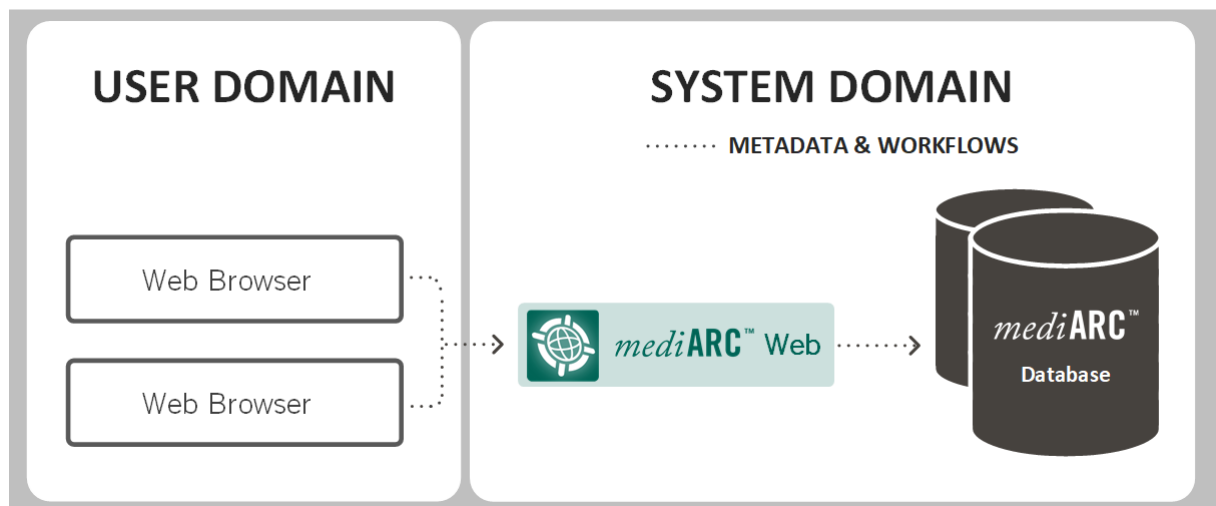 USER DOMAIN
Web Browser
Web Browser
SYSTEM DOMAIN
METADATA & WORKFLOWS
mediARC™ Web
mediARC™
Database